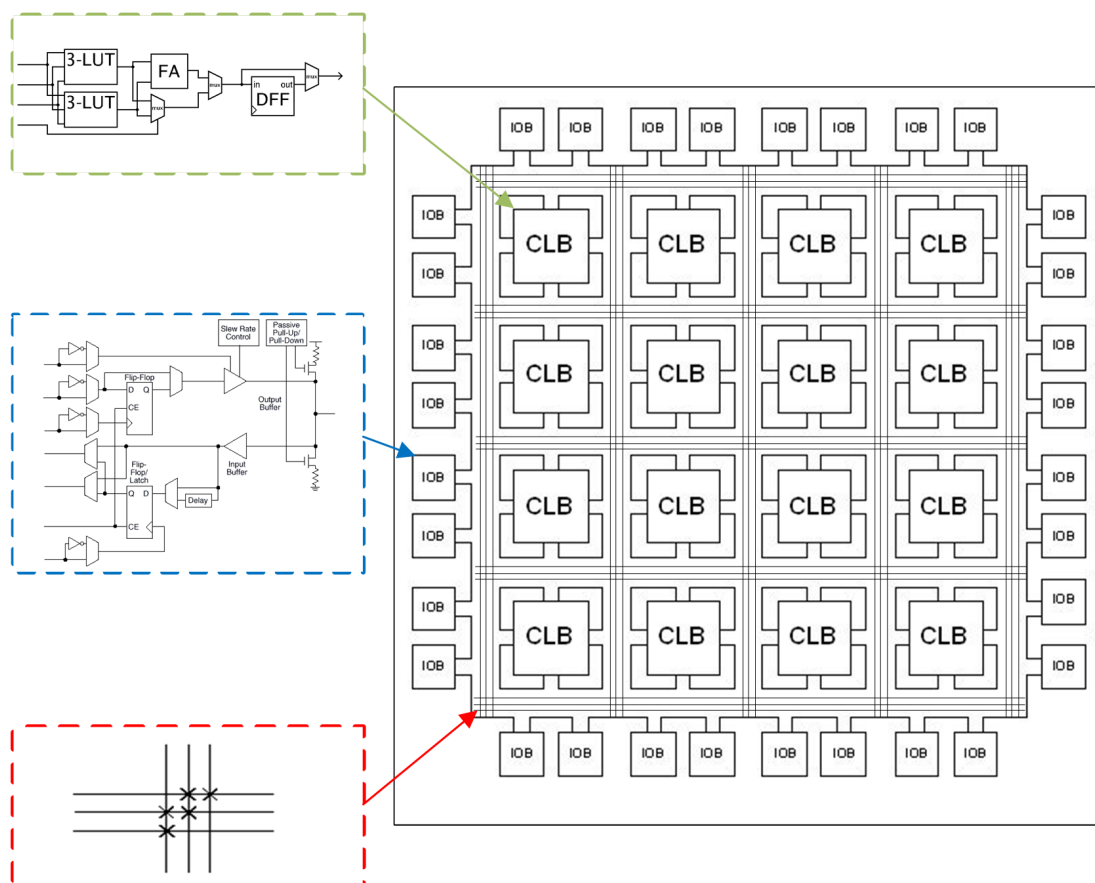 3-LUT
FA
mux
in out
DFF
mux
3-LUT
mux
Slew Rate
Control
Passive
Pull-Up/
Pull-Down
Flip-Flop
D Q
CE
Output
Buffer
Flip-
Flop/
Latch
Input
Buffer
Q D
Delay
CE
IOB IOB IOB IOB IOB IOB IOB IOB
IOB CLB CLB CLB CLB IOB
IOB IOB
IOB CLB CLB CLB CLB IOB
IOB IOB
IOB CLB CLB CLB CLB IOB
IOB IOB
IOB CLB CLB CLB CLB IOB
IOB IOB
IOB IOB IOB IOB IOB IOB IOB IOB